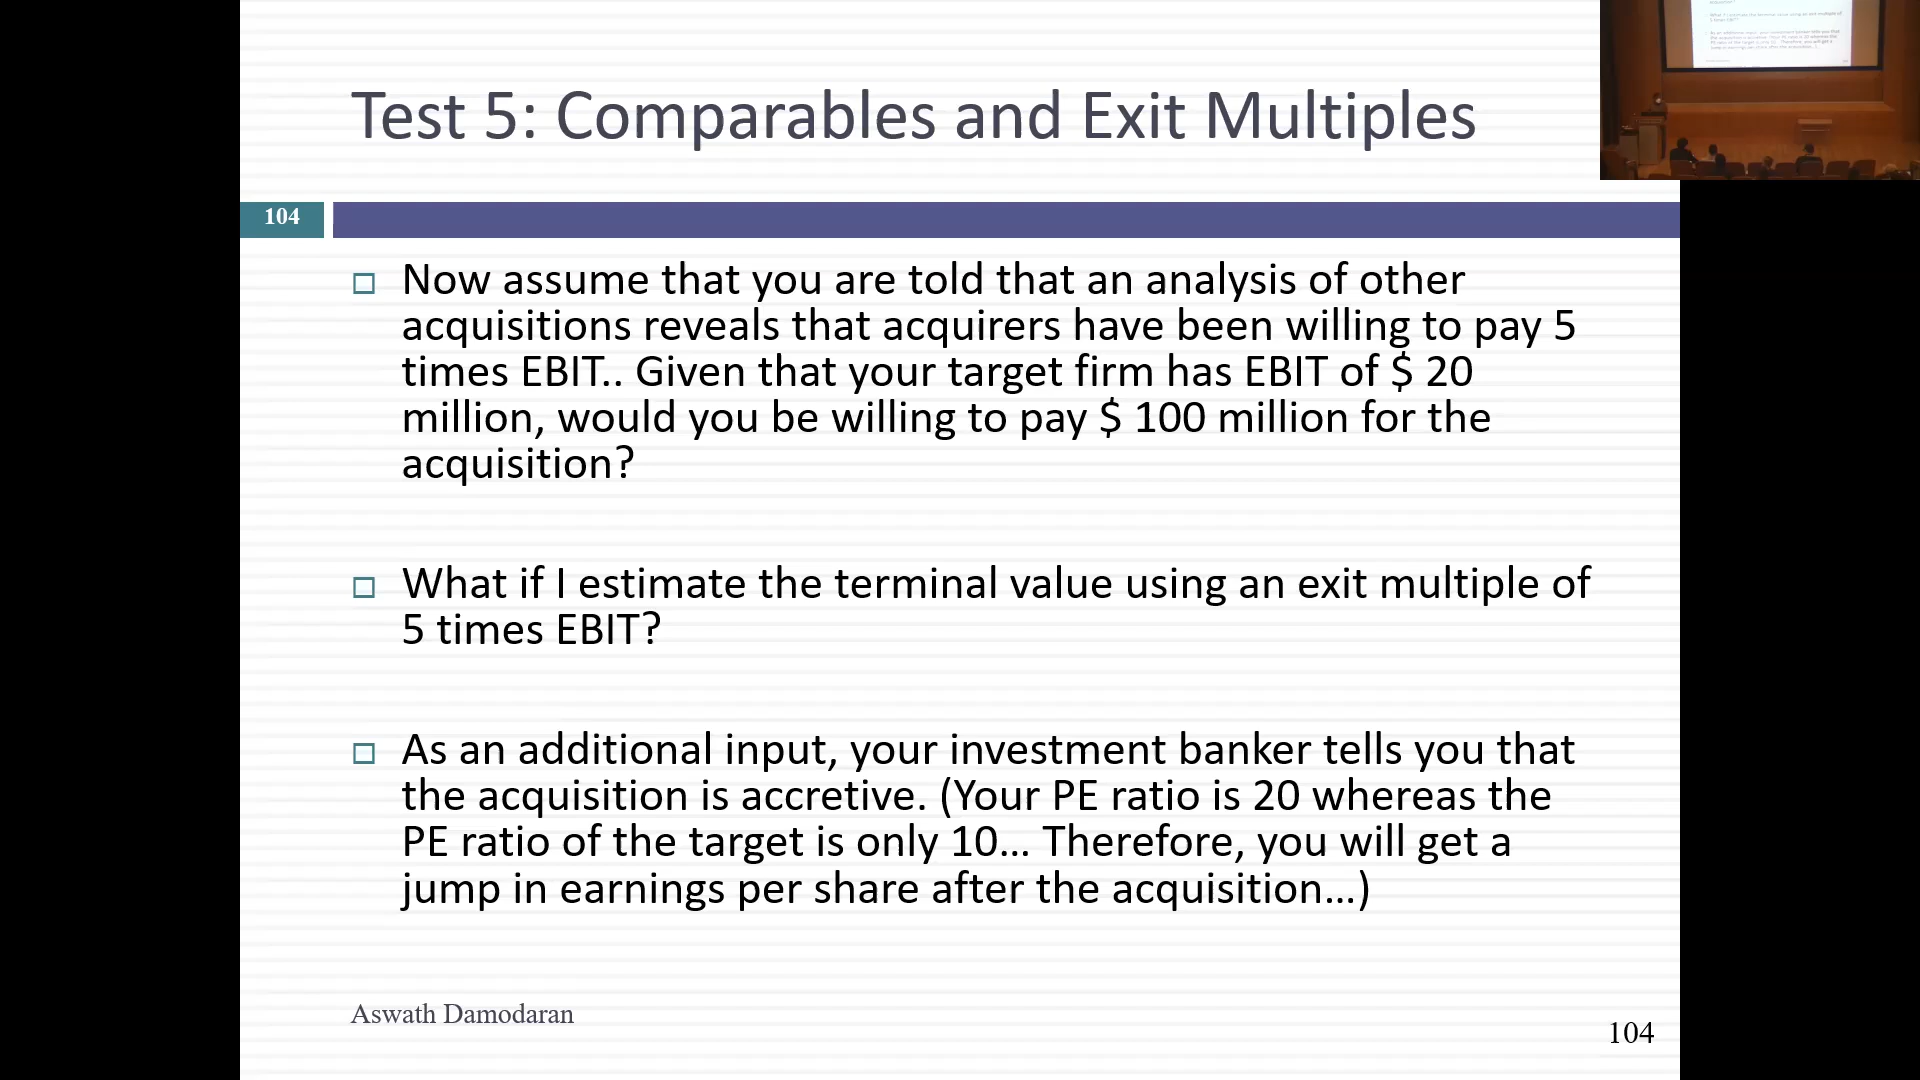 Test 5: Comparables and Exit Multiples
104
Now assume that you are told that an analysis of other
acquisitions reveals that acquirers have been willing to pay 5
times EBIT.. Given that your target firm has EBIT of $ 20
million, would you be willing to pay $ 100 million for the
acquisition?
What if I estimate the terminal value using an exit multiple of
5 times EBIT?
As an additional input, your investment banker tells you that
the acquisition is accretive. (Your PE ratio is 20 whereas the
PE ratio of the target is only 10... Therefore, you will get a
jump in earnings per share after the acquisition...)
Aswath Damodaran
104